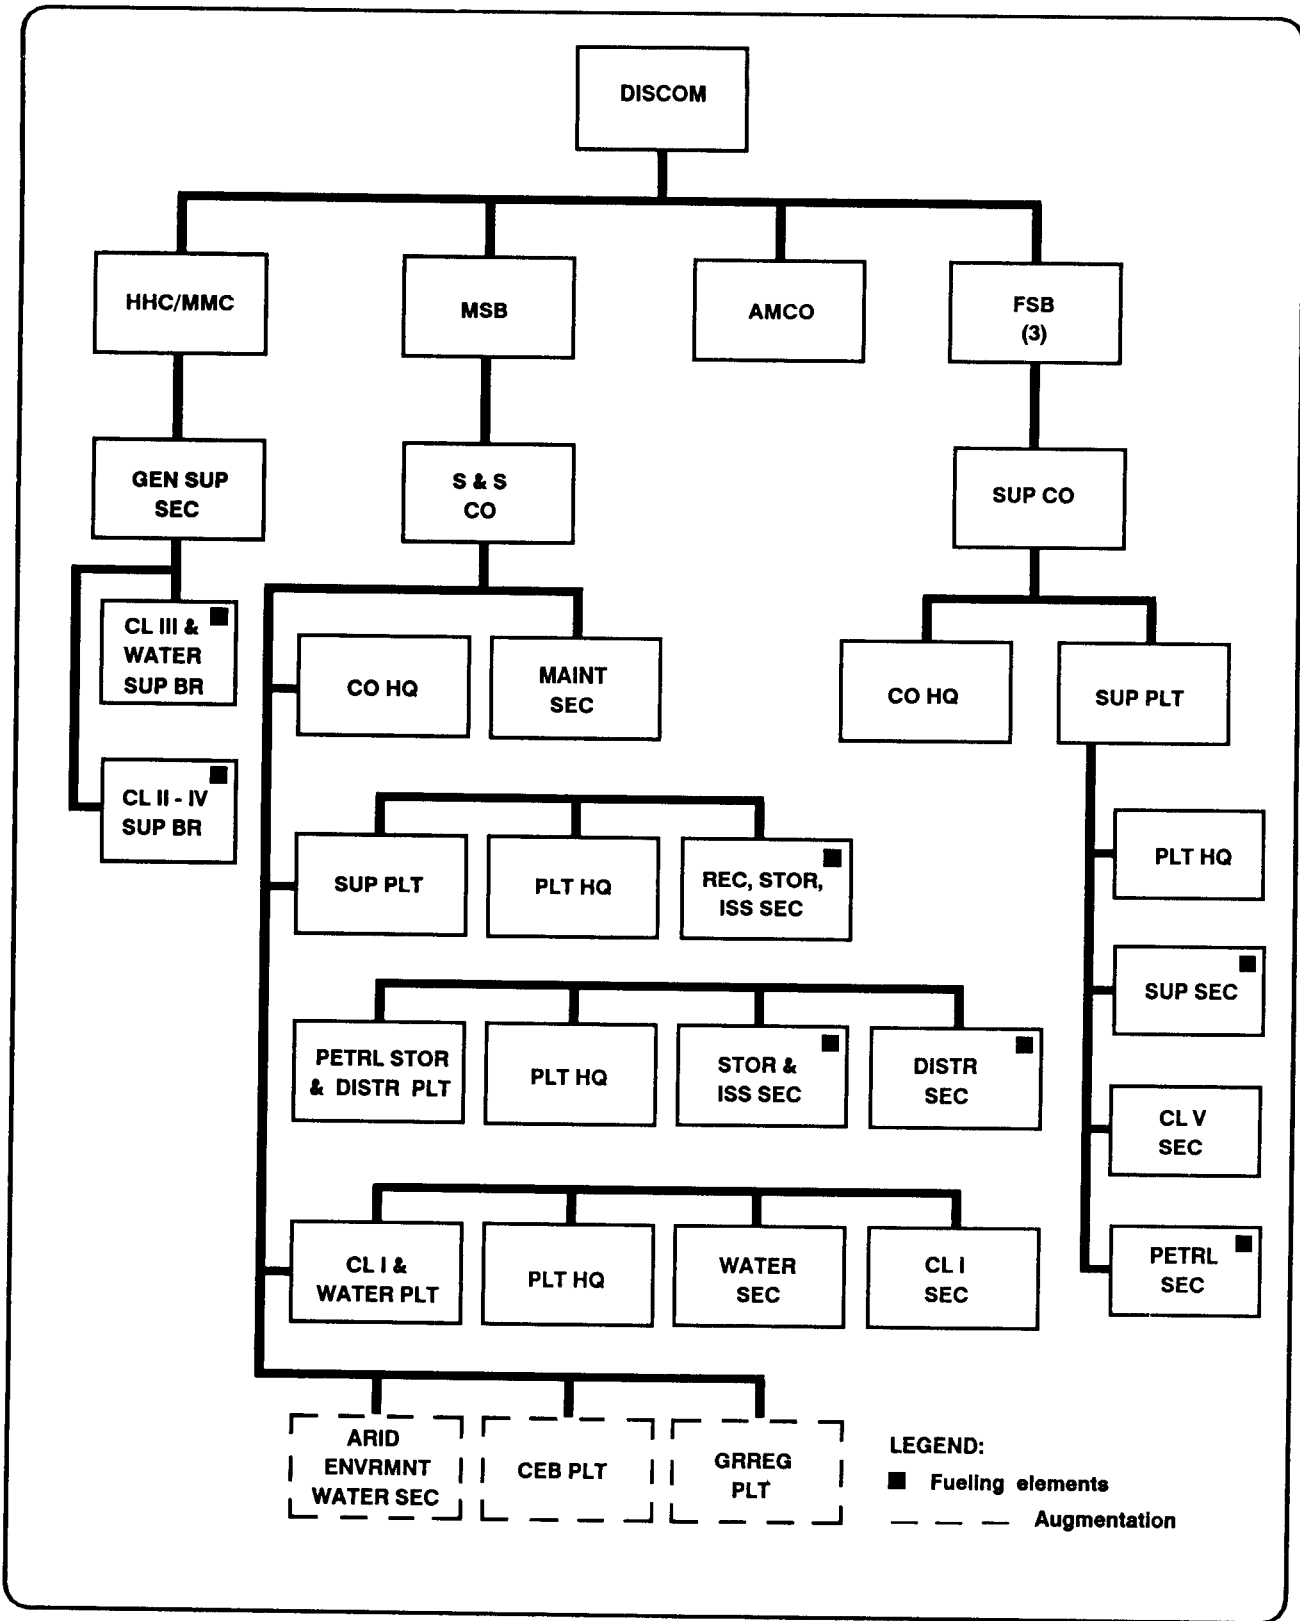 DISCOM
HHC/MMC
MSB
AMCO
FSB
(3)
GEN SUP
SEC
S & S
CO
SUP CO
CL III &
WATER
SUP BR
CO HQ
MAINT
SEC
CO HQ
SUP PLT
CL II - IV
SUP BR
SUP PLT
PLT HQ
REC, STOR,
ISS SEC
PLT HQ
SUP SEC
PETRL STOR
& DISTR PLT
PLT HQ
STOR &
ISS SEC
DISTR
SEC
CL V
SEC
CL I &
WATER PLT
PLT HQ
WATER
SEC
CL I
SEC
PETRL
SEC
ARID
ENVRMNT
WATER SEC
CEB PLT
GRREG
PLT
LEGEND:
Fueling elements
Augmentation